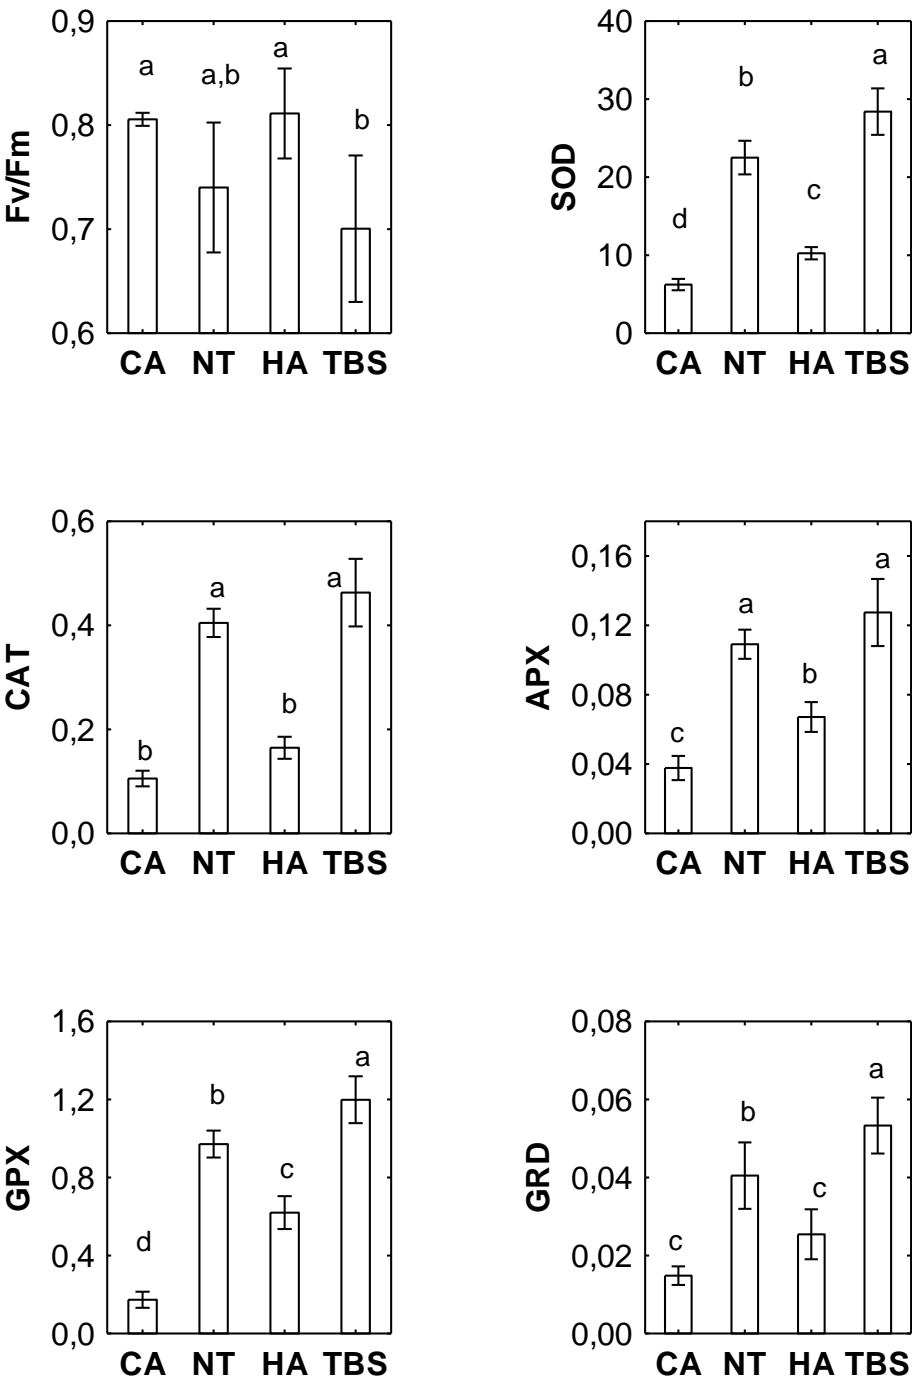 0,9
0,8
0,7
0,6
Fv/Fm
a
a,b
a
b
CA NT HA TBS
40
30
20
10
0
SOD
d
b
c
a
CA NT HA TBS
0,6
0,4
0,2
0,0
CAT
b
a
b
a
CA NT HA TBS
0,16
0,12
0,08
0,04
0,00
APX
c
a
b
a
CA NT HA TBS
1,6
1,2
0,8
0,4
0,0
GPX
d
b
c
a
CA NT HA TBS
0,08
0,06
0,04
0,02
0,00
GRD
c
b
c
a
CA NT HA TBS